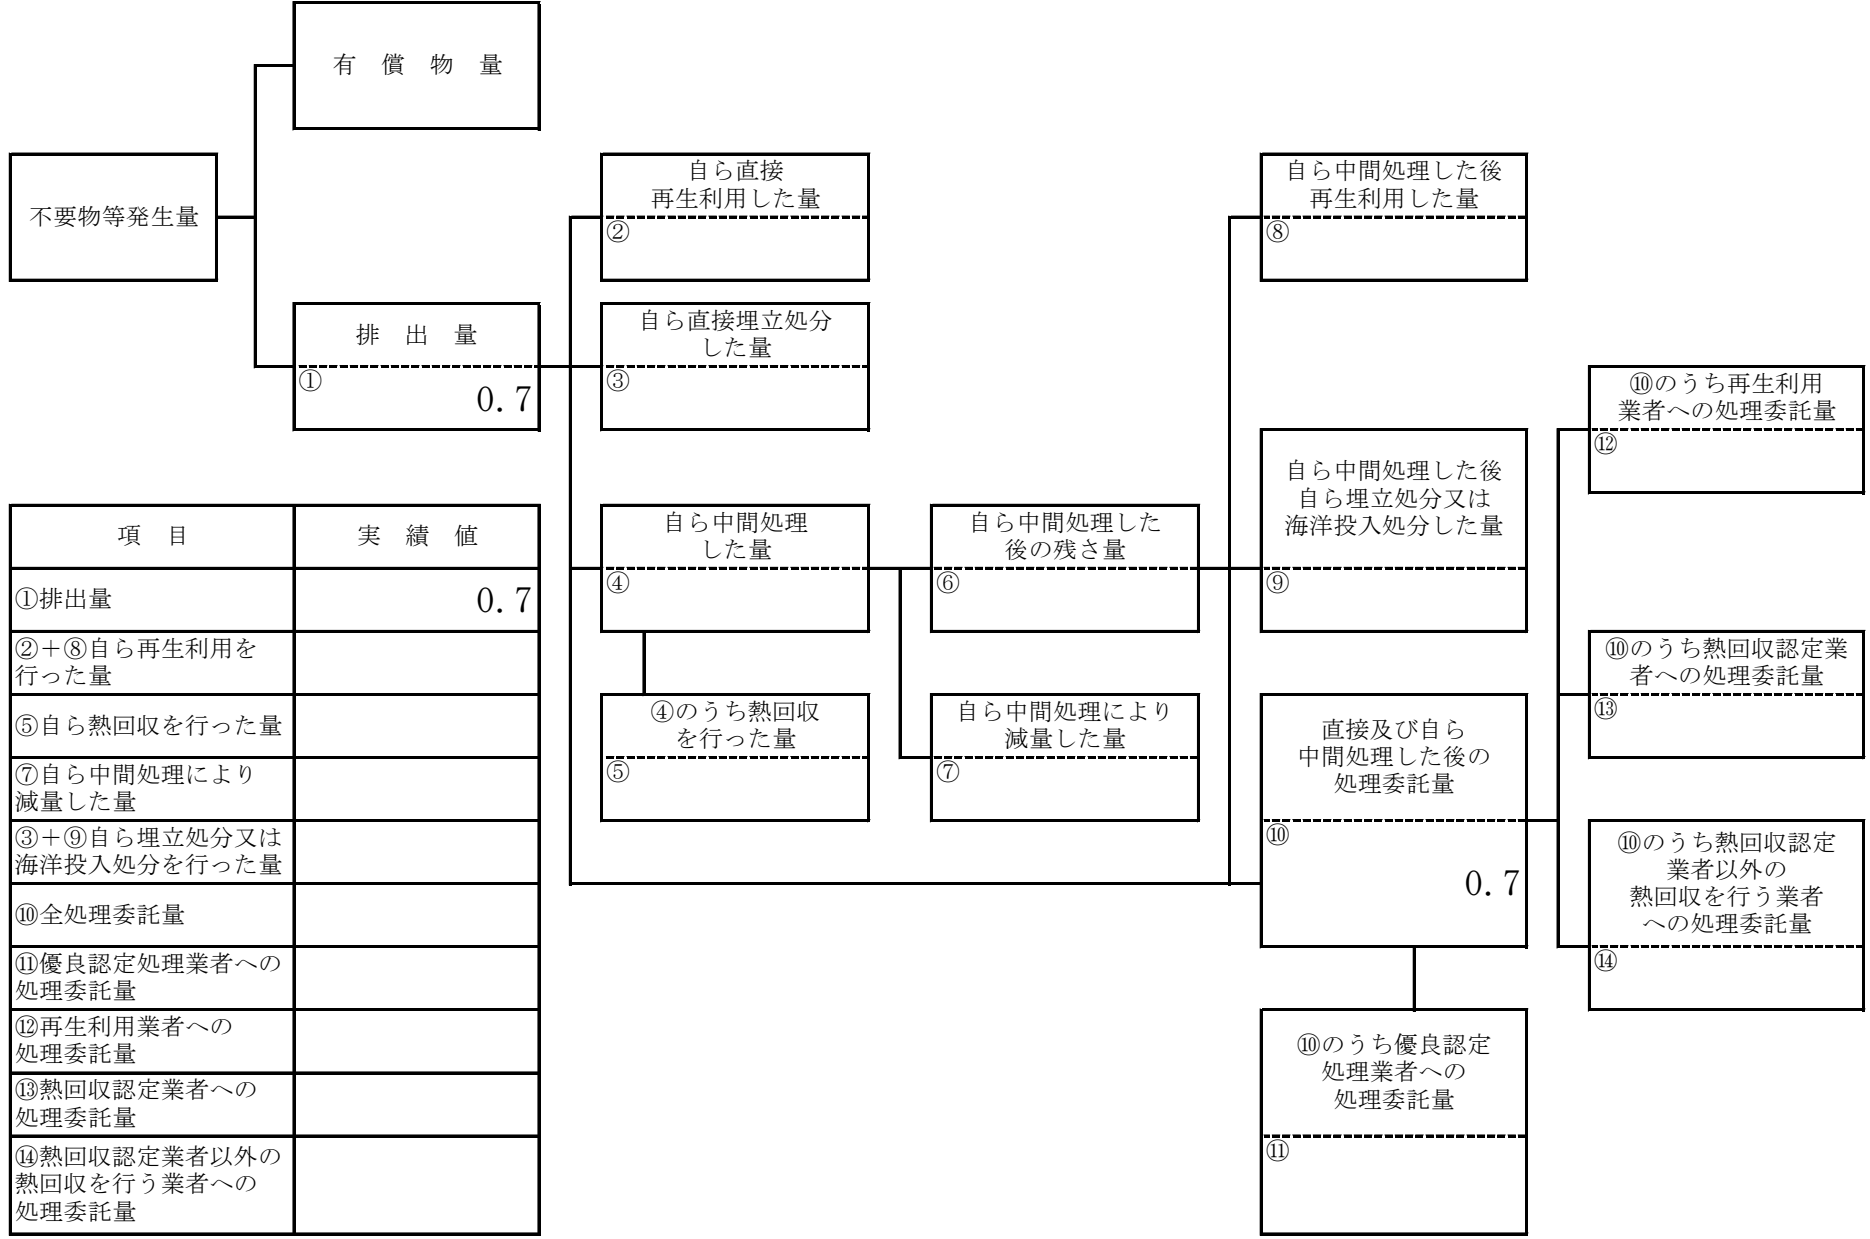 有　償　物　量
不要物等発生量
排　出　量
①
0.7
自ら直接
再生利用した量
②
自ら直接埋立処分
した量
③
自ら中間処理
した量
④
④のうち熱回収
を行った量
⑤
自ら中間処理した
後の残さ量
⑥
自ら中間処理により
減量した量
⑦
自ら中間処理した後
再生利用した量
⑧
自ら中間処理した後
自ら埋立処分又は
海洋投入処分した量
⑨
直接及び自ら
中間処理した後の
処理委託量
⑩
0.7
⑩のうち優良認定
処理業者への
処理委託量
⑪
⑩のうち再生利用
業者への処理委託量
⑫
⑩のうち熱回収認定業
者への処理委託量
⑬
⑩のうち熱回収認定
業者以外の
熱回収を行う業者
への処理委託量
⑭
項　目
実　績　値
①排出量
0.7
②＋⑧自ら再生利用を
行った量
⑤自ら熱回収を行った量
⑦自ら中間処理により
減量した量
③＋⑨自ら埋立処分又は
海洋投入処分を行った量
⑩全処理委託量
⑪優良認定処理業者への
処理委託量
⑫再生利用業者への
処理委託量
⑬熱回収認定業者への
処理委託量
⑭熱回収認定業者以外の
熱回収を行う業者への
処理委託量